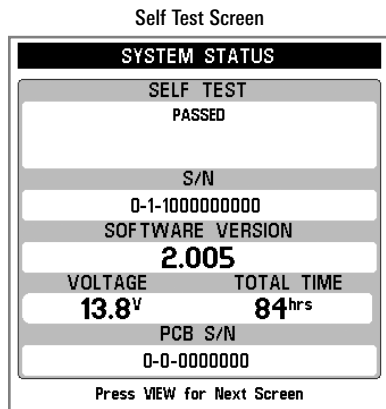 Self Test Screen
SYSTEM STATUS
SELF TEST
PASSED
S/N
0-1-1000000000
SOFTWARE VERSION
2.005
VOLTAGE TOTAL TIME
13.8V 84hrs
PCB S/N
0-0-0000000
Press VIEW for Next Screen